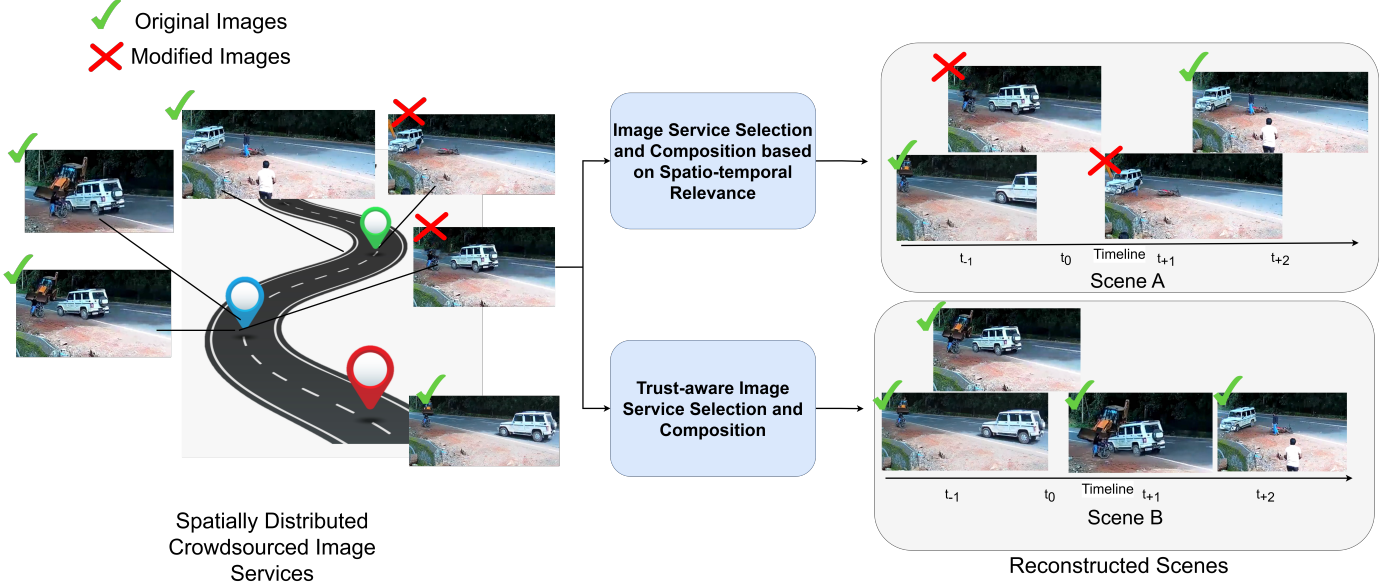 Original Images
Modified Images
Image Service Selection
and Composition based
on Spatio-temporal
Relevance
Timeline
t-1
t0
t+1
t+2
Scene A
Trust-aware Image
Service Selection and
Composition
Timeline
t-1
t0
t+1
t+2
Scene B
Spatially Distributed
Crowdsourced Image
Services
Reconstructed Scenes